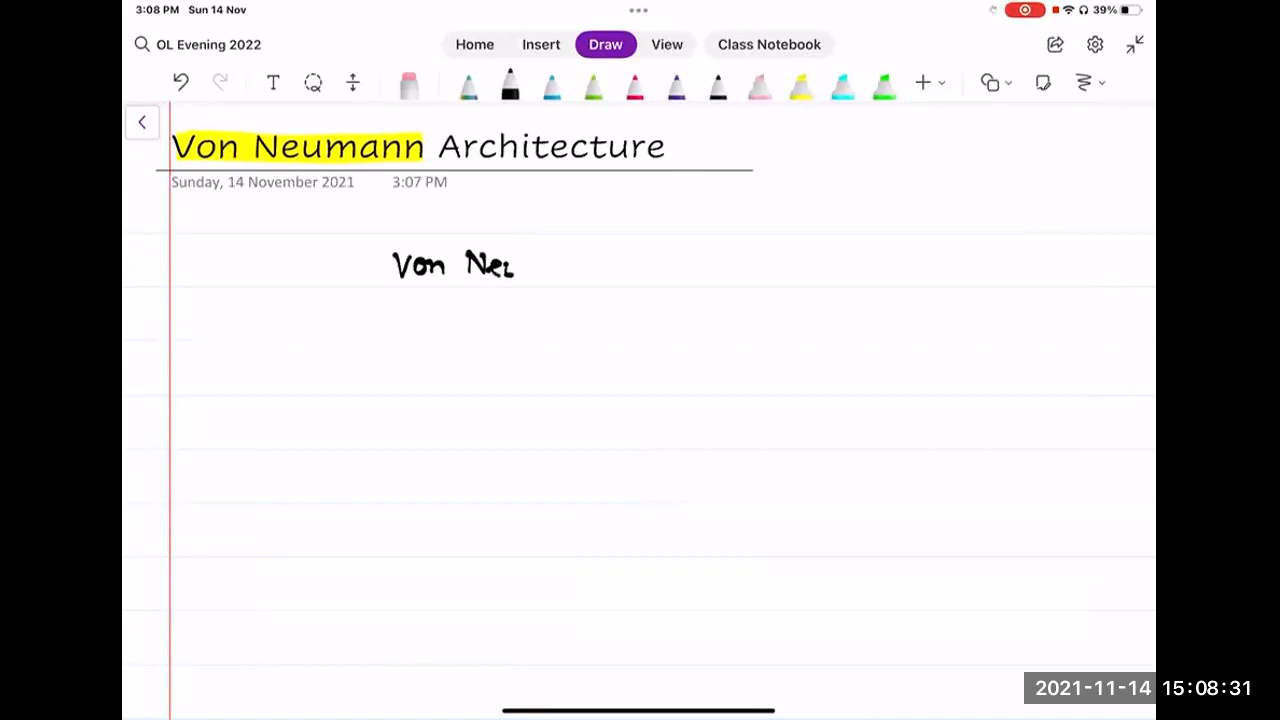 3:08 PM Sun 14 Nov
39%
OL Evening 2022
Home Insert Draw View Class Notebook
Von Neumann Architecture
Sunday, 14 November 2021 3:07 PM
Von Neu
2021-11-14 15:08:31